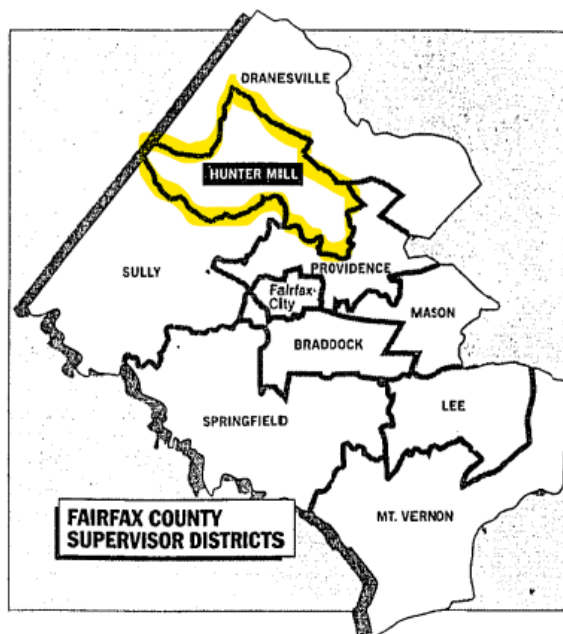 DRANESVILLE
HUNTER MILL
SULLY
PROVIDENCE
Fairfax
City
MASON
BRADDOCK
SPRINGFIELD
LEE
FAIRFAX COUNTY
SUPERVISOR DISTRICTS
MT. VERNON